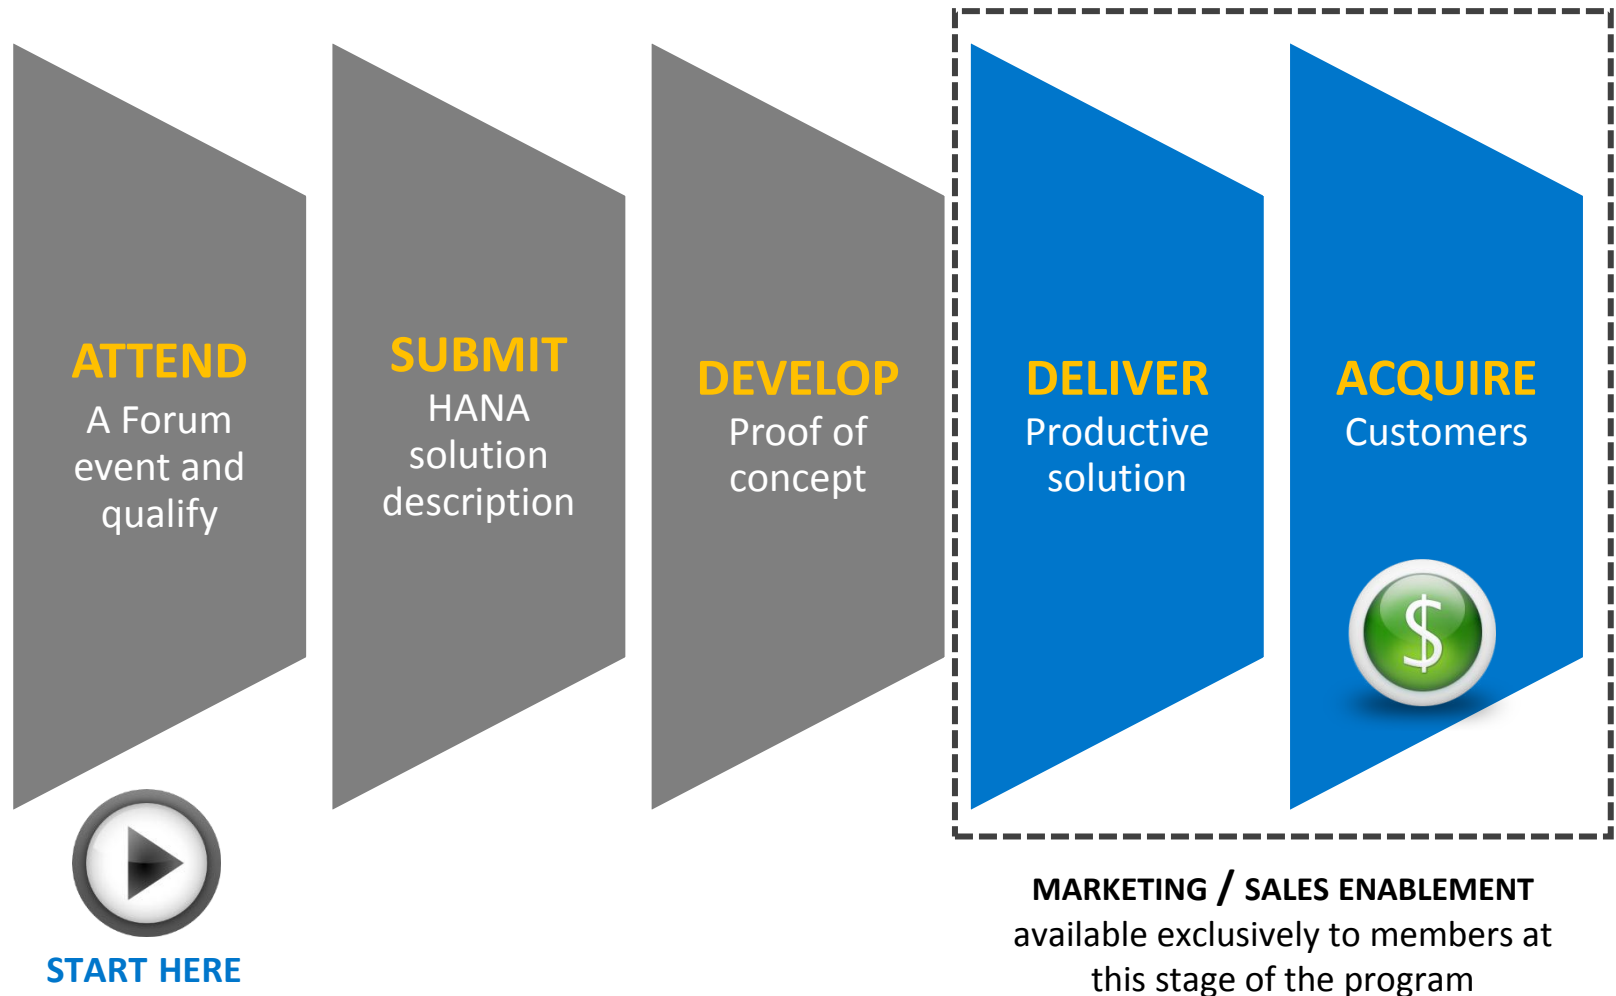 ATTEND
A Forum
event and
qualify
SUBMIT
HANA
solution
description
DEVELOP
Proof of
concept
DELIVER
Productive
solution
ACQUIRE
Customers
$
START HERE
MARKETING / SALES ENABLEMENT
available exclusively to members at
this stage of the program